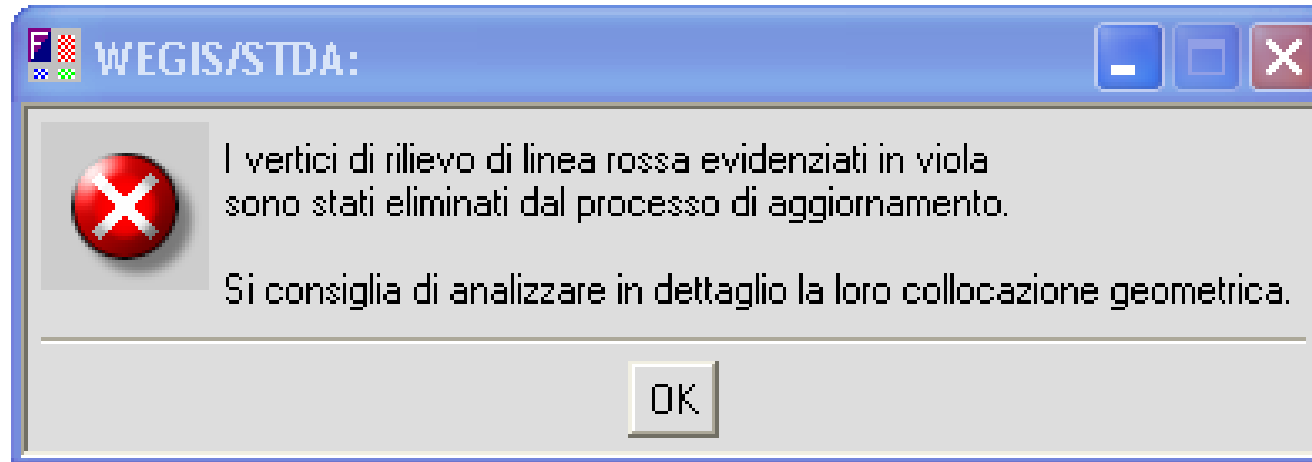 WEGIS/STDA:
I vertici di rilievo di linea rossa evidenziati in viola
sono stati eliminati dal processo di aggiornamento.
Si consiglia di analizzare in dettaglio la loro collocazione geometrica.
OK